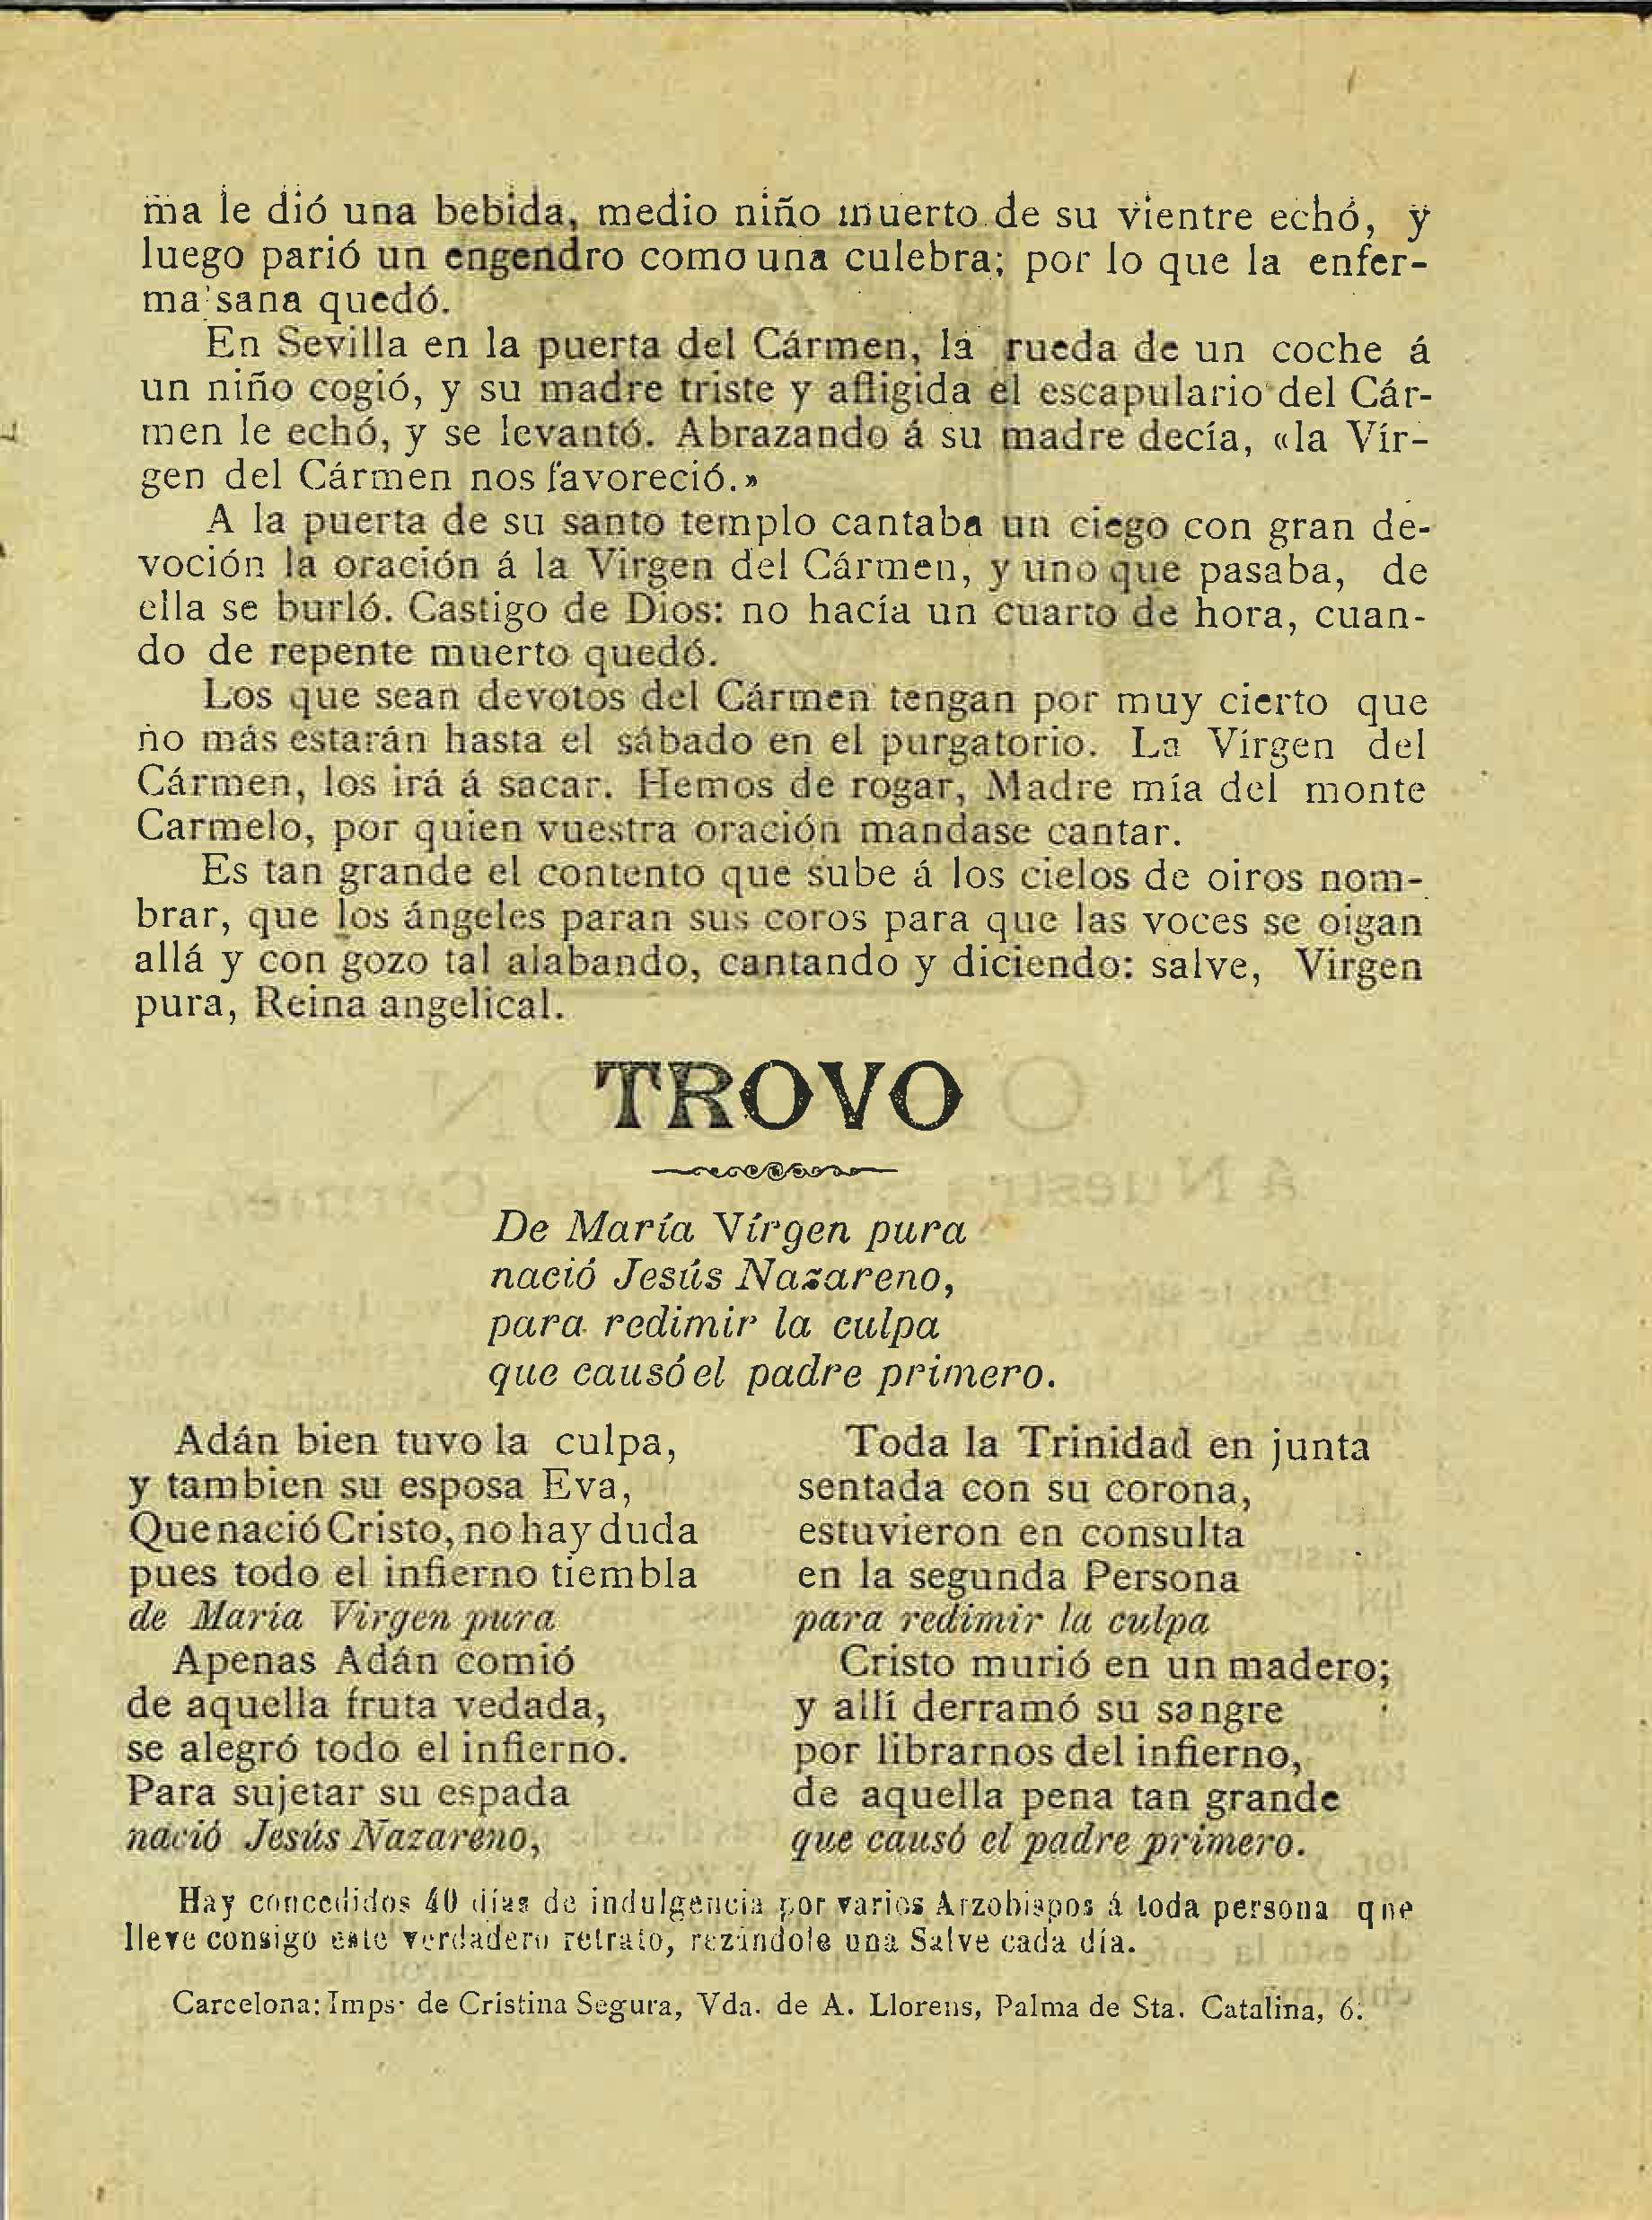 ma le dió una bebida, medio niño muerto de su vientre echó, y
luego parió un engendro como una culebra; por lo que la enfer-
ma sana quedó.
En Sevilla en la puerta del Cármen, la rueda de un coche á
un niño cogió, y su madre triste y afligida el escapulario del Cár-
men le echó, y se levantó. Abrazando á su madre decía, «la Vír-
gen del Cármen nos favoreció.»
A la puerta de su santo templo cantaba un ciego con gran de-
voción la oración á la Virgen del Cármen, y uno que pasaba, de
ella se burló. Castigo de Dios: no hacía un cuarto de hora, cuan-
do de repente muerto quedó.
Los que sean devotos del Cármen tengan por muy cierto que
no más estarán hasta el sábado en el purgatorio. La Vírgen del
Cármen, los irá á sacar. Hemos de rogar, Madre mía del monte
Carmelo, por quien vuestra oración mandase cantar.
Es tan grande el contento que sube á los cielos de oiros nom-
brar, que los ángeles paran sus coros para que las voces se oigan
allá y con gozo tal alabando, cantando y diciendo: salve, Virgen
pura, Reina angelical.
TROVO
De María Vírgen pura
nació Jesús Nazareno,
para redimir la culpa
que causó el padre primero.
Adán bien tuvo la culpa,
y tambien su esposa Eva,
Que nació Cristo, no hay duda
pues todo el infierno tiembla
de Maria Virgen pura
Apenas Adán comió
de aquella fruta vedada,
se alegró todo el infierno.
Para sujetar su espada
nació Jesús Nazareno,
Toda la Trinidad en junta
sentada con su corona,
estuvieron en consulta
en la segunda Persona
para redimir la culpa
Cristo murió en un madero;
y allí derramó su sangre
por librarnos del infierno,
de aquella pena tan grande
que causó el padre primero.
Hay concedidos 40 días de indulgencia por varios Arzobispos á toda persona qne
lleve consigo este verdadero retrato, rezándole una Salve cada día.
Carcelona: Imps· de Cristina Segura, Vda. de A. Llorens, Palma de Sta. Catalina, 6.